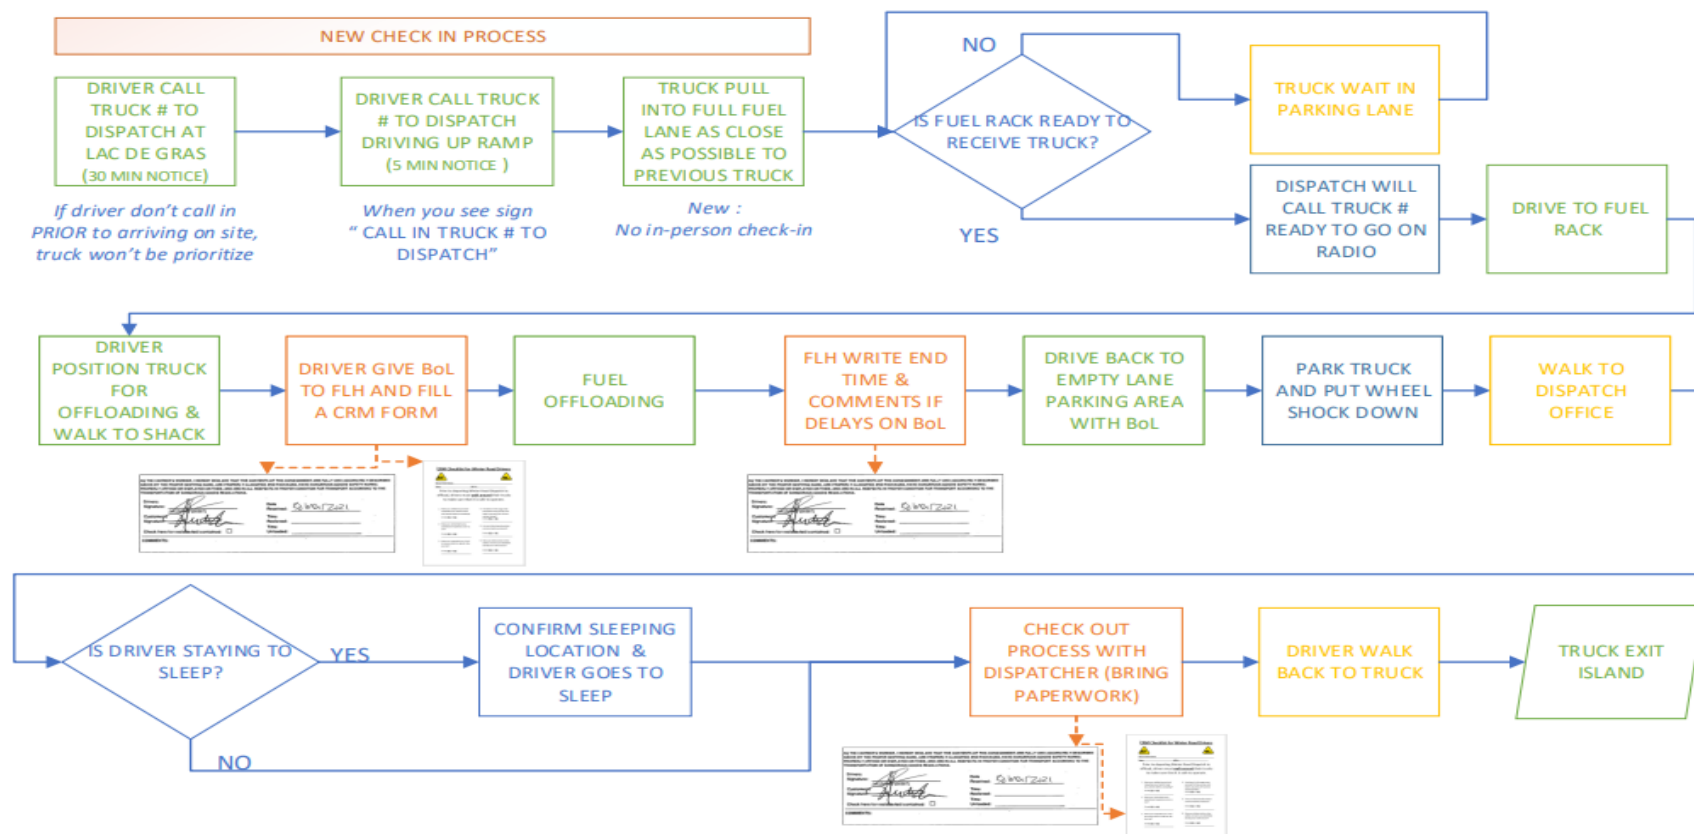 NEW CHECK IN PROCESS
DRIVER CALL
TRUCK # TO
DISPATCH AT
LAC DE GRAS
(30 MIN NOTICE)
If driver don't call in
PRIOR to arriving on site,
truck won't be prioritize
DRIVER CALL TRUCK
# TO DISPATCH
DRIVING UP RAMP
(5 MIN NOTICE )
When you see sign
" CALL IN TRUCK # TO
DISPATCH"
TRUCK PULL
INTO FULL FUEL
LANE AS CLOSE
AS POSSIBLE TO
PREVIOUS TRUCK
New :
No in-person check-in
IS FUEL RACK READY TO
RECEIVE TRUCK?
NO
TRUCK WAIT IN
PARKING LANE
YES
DISPATCH WILL
CALL TRUCK #
READY TO GO ON
RADIO
DRIVE TO FUEL
RACK
DRIVER
POSITION TRUCK
FOR
OFFLOADING &
WALK TO SHACK
DRIVER GIVE BoL
TO FLH AND FILL
A CRM FORM
FUEL
OFFLOADING
FLH WRITE END
TIME &
COMMENTS IF
DELAYS ON BoL
DRIVE BACK TO
EMPTY LANE
PARKING AREA
WITH BoL
PARK TRUCK
AND PUT WHEEL
SHOCK DOWN
WALK TO
DISPATCH
OFFICE
COMMENTS:
COMMENTS:
IS DRIVER STAYING TO
SLEEP?
YES
NO
CONFIRM SLEEPING
LOCATION &
DRIVER GOES TO
SLEEP
CHECK OUT
PROCESS WITH
DISPATCHER (BRING
PAPERWORK)
DRIVER WALK
BACK TO TRUCK
TRUCK EXIT
ISLAND
COMMENTS: